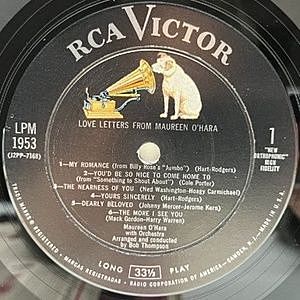 RCA VICTOR
LOVE LETTERS FROM MAUREEN O'HARA
LPM
1953
(J2PP-7168)
1
"NEW
ORTHOPHONIC"
HIGH
FIDELITY
1—MY ROMANCE (from Billy Rose's "Jumbo") (Hart-Rodgers)
2—YOU'D BE SO NICE TO COME HOME TO
(from "Something to Shout About") (Cole Porter)
3—THE NEARNESS OF YOU (Ned Washington-Hoagy Carmichael)
4—YOURS SINCERELY (Hart-Rodgers)
5—DEARLY BELOVED (Johnny Mercer-Jerome Kern)
6—THE MORE I SEE YOU
(Mack Gordon-Harry Warren)
Maureen O'Hara
with Orchestra
Arranged and conducted
by Bob Thompson
LONG 33⅓ PLAY
MARCAS REGISTRADAS • RADIO CORPORATION OF AMERICA • CAMDEN, N.J.